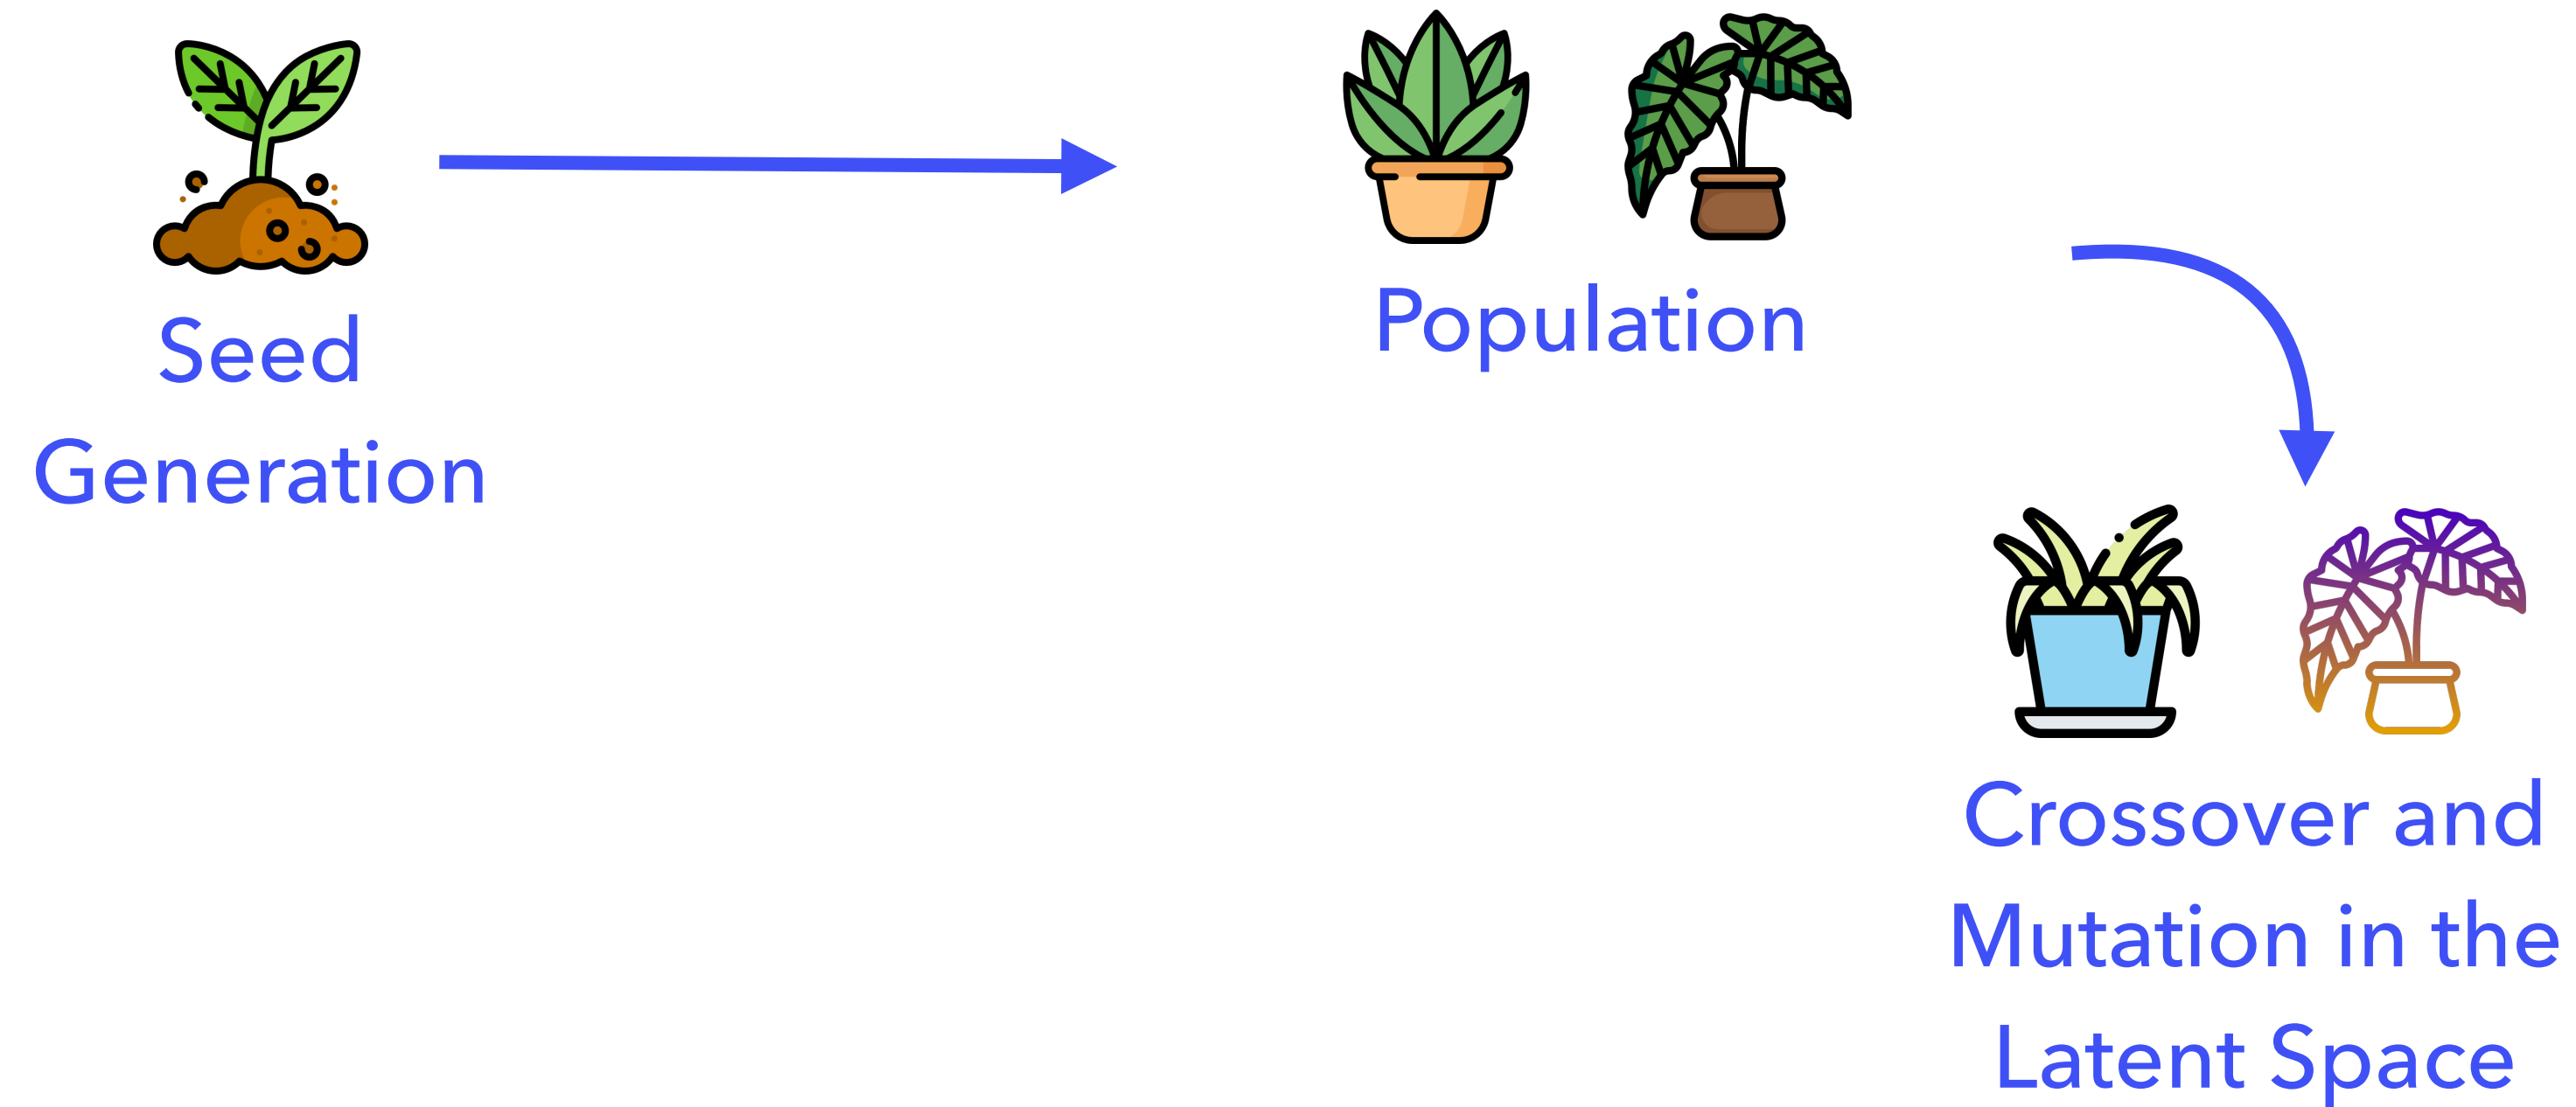 Seed
Generation
Population
Crossover and
Mutation in the
Latent Space